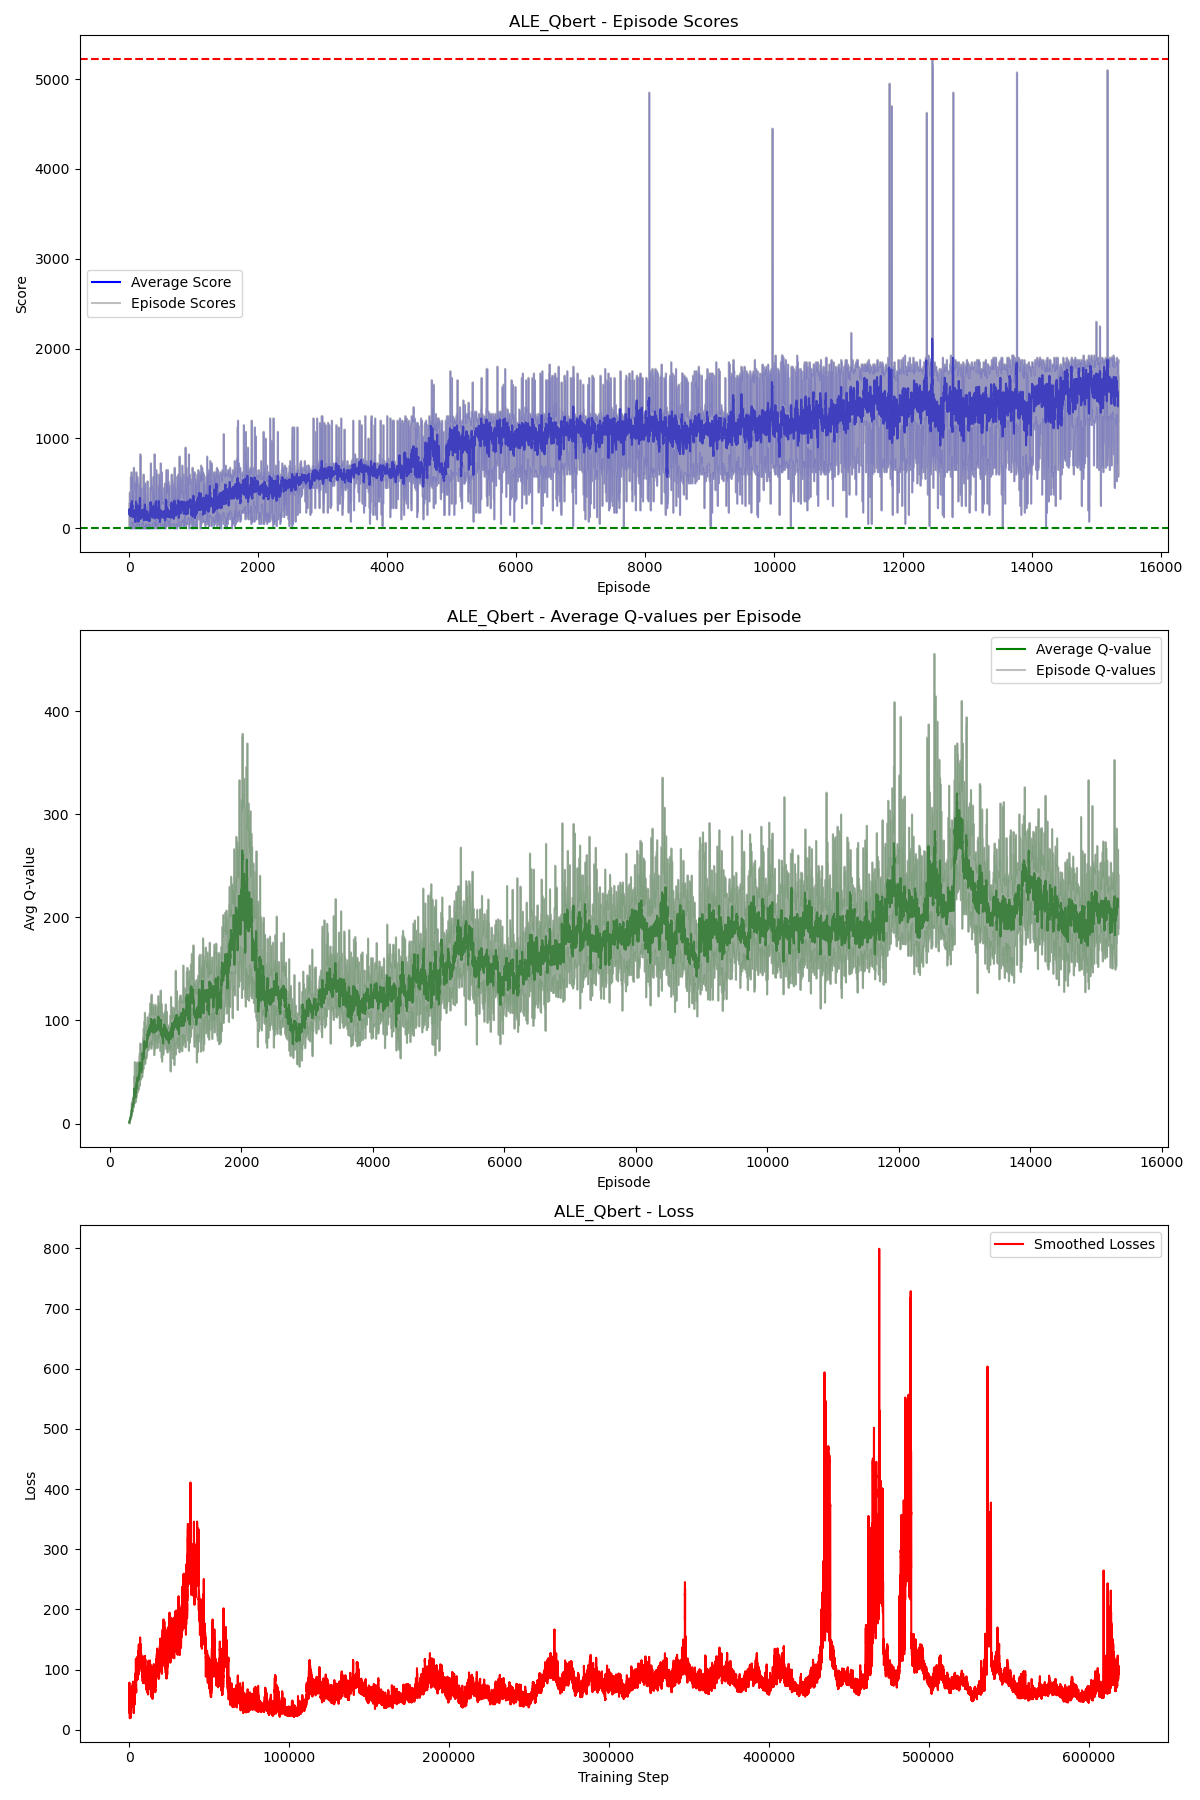 ALE_Qbert - Episode Scores
5000
4000
3000
2000
1000
0
Score
Average Score
Episode Scores
0 2000 4000 6000 8000 10000 12000 14000 16000
Episode
ALE_Qbert - Average Q-values per Episode
400
300
200
100
0
Avg Q-value
Average Q-value
Episode Q-values
0 2000 4000 6000 8000 10000 12000 14000 16000
Episode
ALE_Qbert - Loss
800
700
600
500
400
300
200
100
0
Loss
Smoothed Losses
0 100000 200000 300000 400000 500000 600000
Training Step